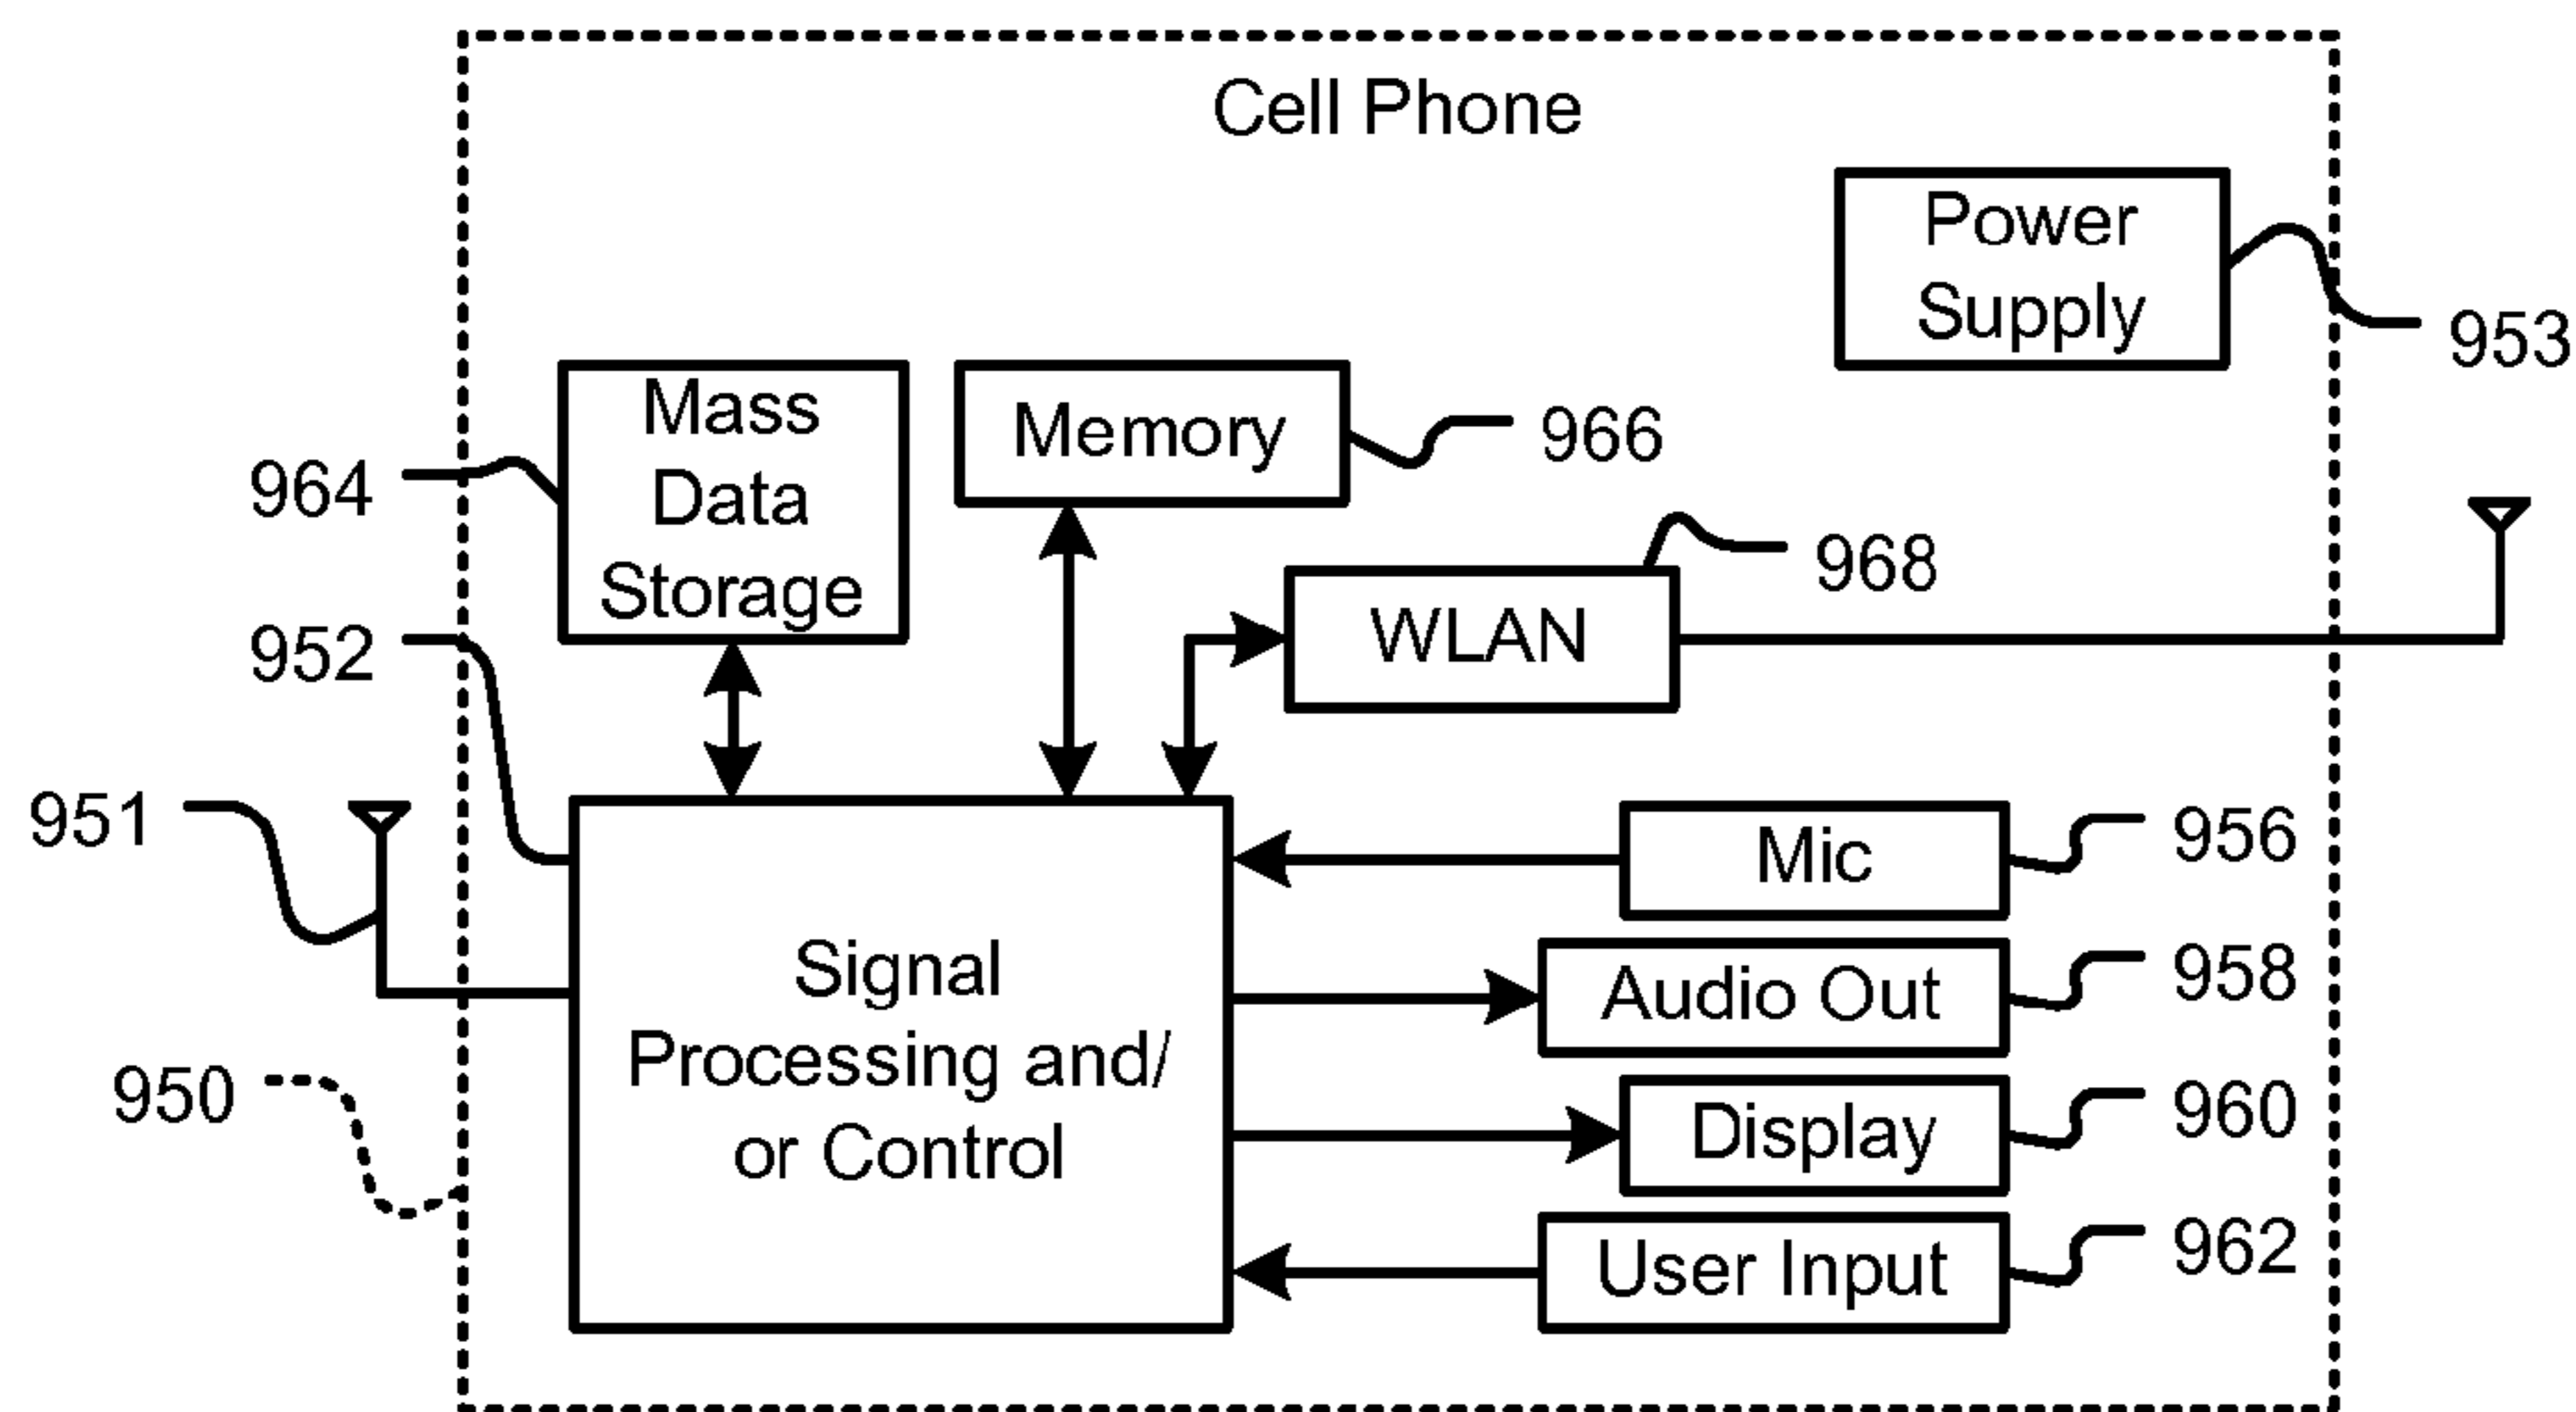 Cell Phone
Power
Supply
953
Mass
Data
Storage
964
Memory
966
WLAN
968
952
951
Mic
956
Signal
Processing and/
or Control
Audio Out
958
950
Display
960
User Input
962